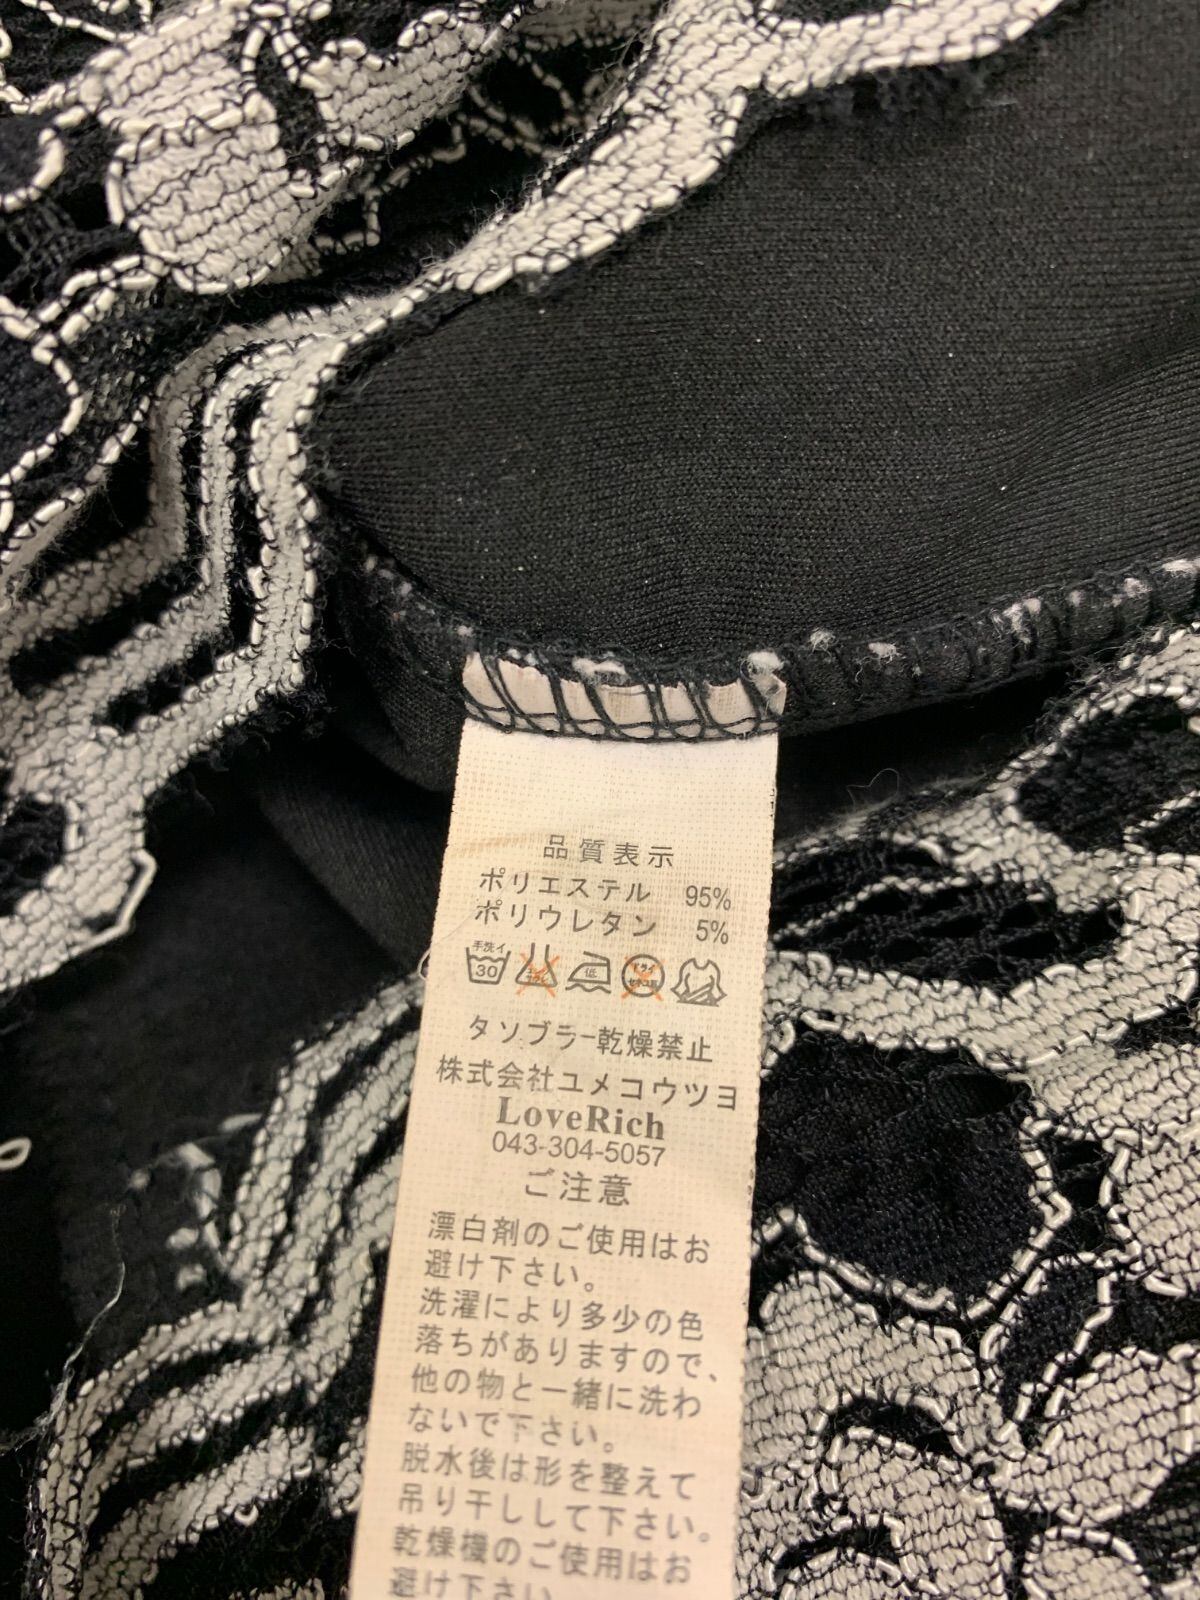 品質表示
ポリエステル 95%
ポリウレタン 5%
手洗イ
30
低
タソブラー乾燥禁止
株式会社ユメコウツヨ
LoveRich
043-304-5057
ご注意
漂白剤のご使用はお
避け下さい。
洗濯により多少の色
落ちがありますので、
他の物と一緒に洗わ
ないで下さい。
脱水後は形を整えて
吊り干しして下さい。
乾燥機のご使用はお
避け下さい